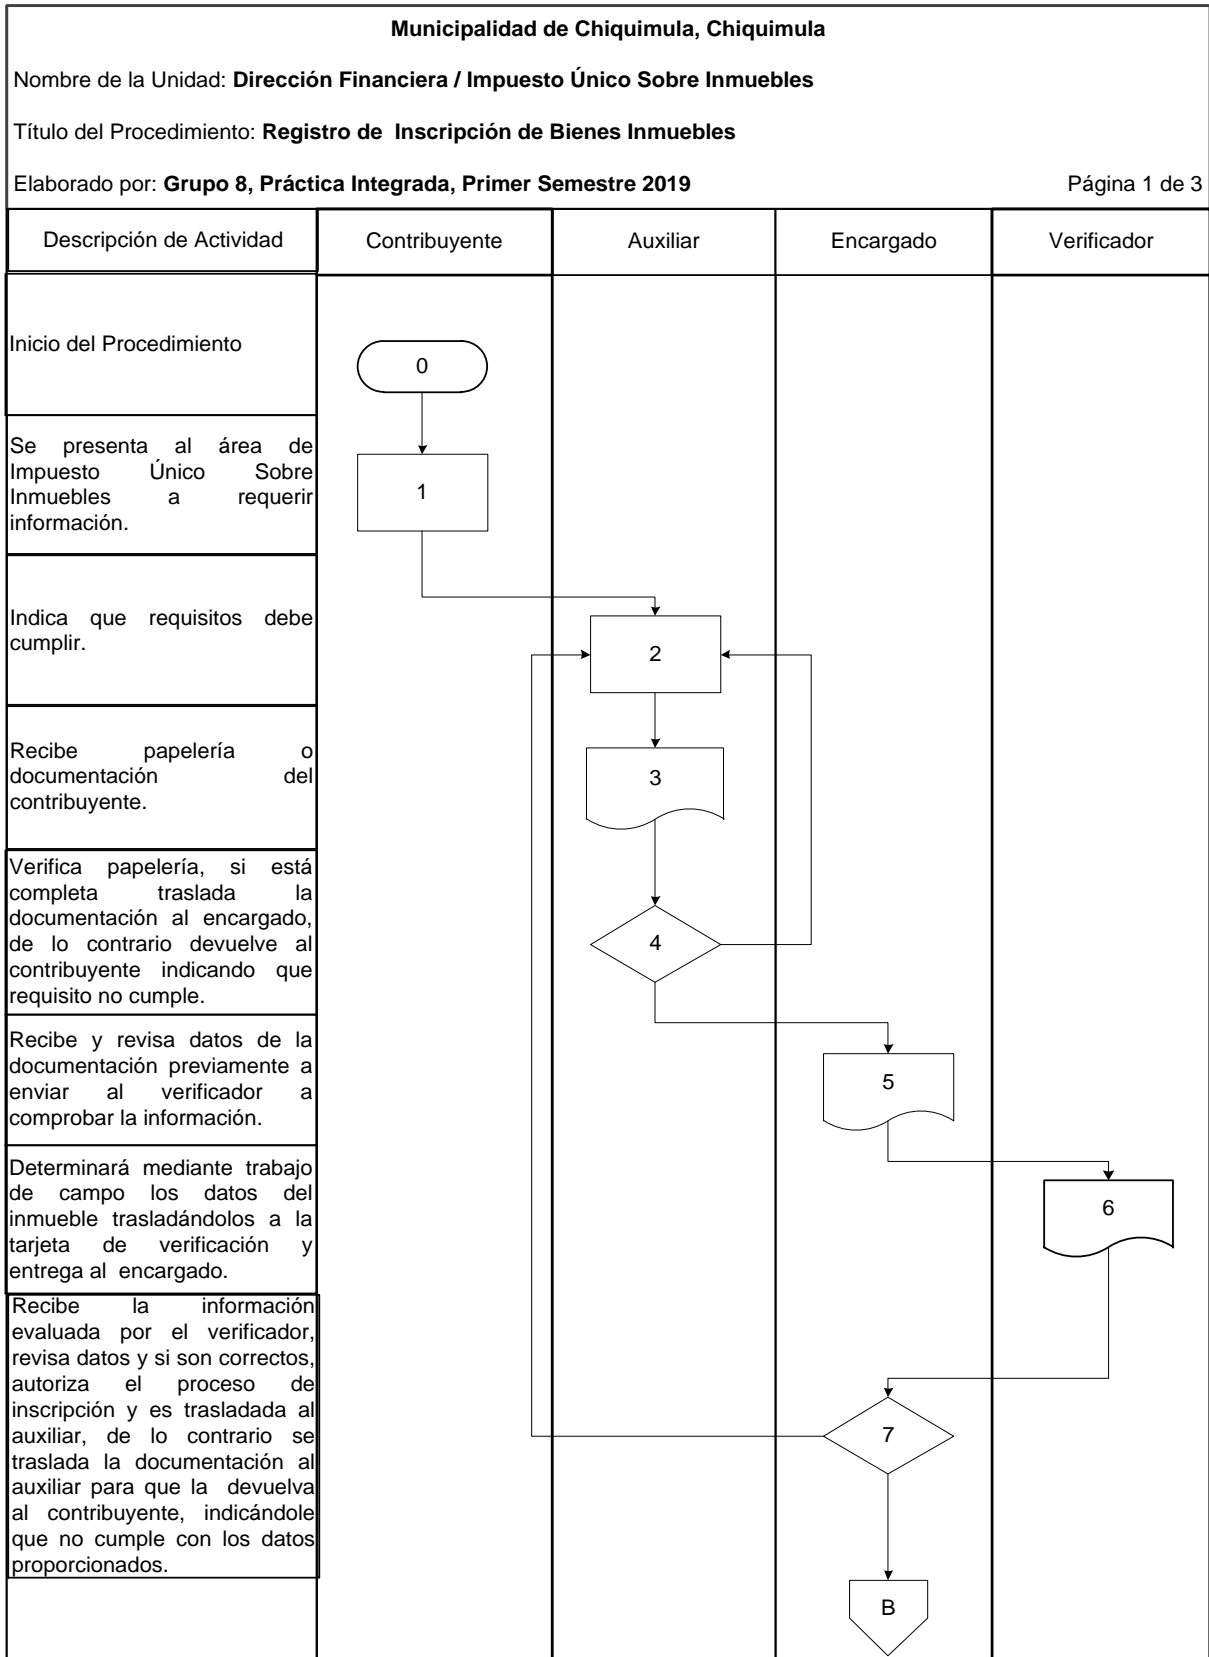 Municipalidad de Chiquimula, Chiquimula
Nombre de la Unidad: Dirección Financiera / Impuesto Único Sobre Inmuebles
Título del Procedimiento: Registro de Inscripción de Bienes Inmuebles
Elaborado por: Grupo 8, Práctica Integrada, Primer Semestre 2019 Página 1 de 3
Descripción de Actividad Contribuyente Auxiliar Encargado Verificador
Inicio del Procedimiento
0
Se presenta al área de
Impuesto Único Sobre
Inmuebles a requerir
información.
1
Indica que requisitos debe
cumplir.
2
Recibe papelería o
documentación del
contribuyente.
3
Verifica papelería, si está
completa traslada la
documentación al encargado,
de lo contrario devuelve al
contribuyente indicando que
requisito no cumple.
4
Recibe y revisa datos de la
documentación previamente a
enviar al verificador a
comprobar la información.
5
Determinará mediante trabajo
de campo los datos del
inmueble trasladándolos a la
tarjeta de verificación y
entrega al encargado.
6
Recibe la información
evaluada por el verificador,
revisa datos y si son correctos,
autoriza el proceso de
inscripción y es trasladada al
auxiliar, de lo contrario se
traslada la documentación al
auxiliar para que la devuelva
al contribuyente, indicándole
que no cumple con los datos
proporcionados.
7
B